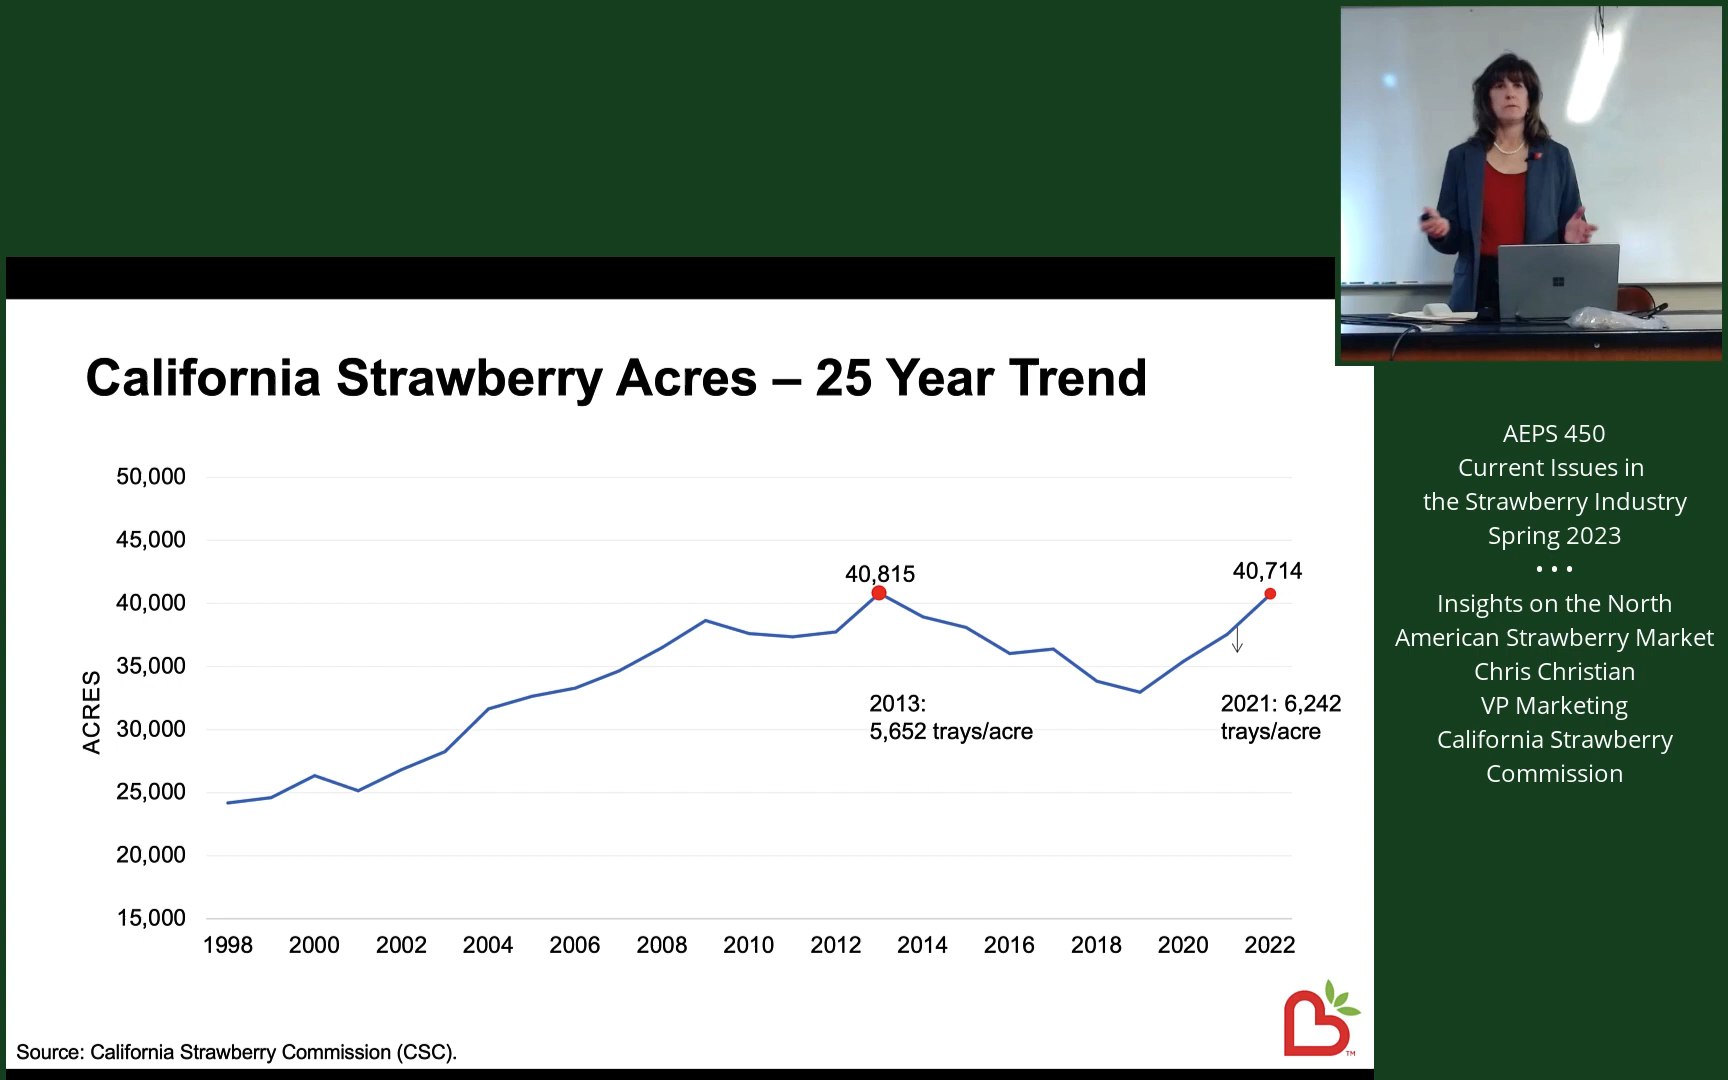 California Strawberry Acres – 25 Year Trend
50,000
45,000
40,000
35,000
30,000
25,000
20,000
15,000
ACRES
40,815
40,714
2013:
5,652 trays/acre
2021: 6,242
trays/acre
1998 2000 2002 2004 2006 2008 2010 2012 2014 2016 2018 2020 2022
Source: California Strawberry Commission (CSC).
TM
AEPS 450
Current Issues in
the Strawberry Industry
Spring 2023
• • •
Insights on the North
American Strawberry Market
Chris Christian
VP Marketing
California Strawberry
Commission